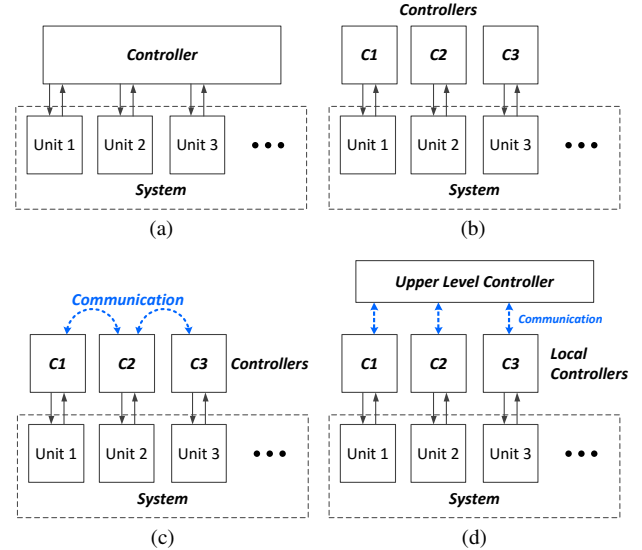 Controller
Unit 1 Unit 2 Unit 3 •••
System
(a)
Controllers
C1 C2 C3
Unit 1 Unit 2 Unit 3 •••
System
(b)
Communication
C1 C2 C3 Controllers
Unit 1 Unit 2 Unit 3 •••
System
(c)
Upper Level Controller
Communication
C1 C2 C3 Local
Controllers
Unit 1 Unit 2 Unit 3 •••
System
(d)